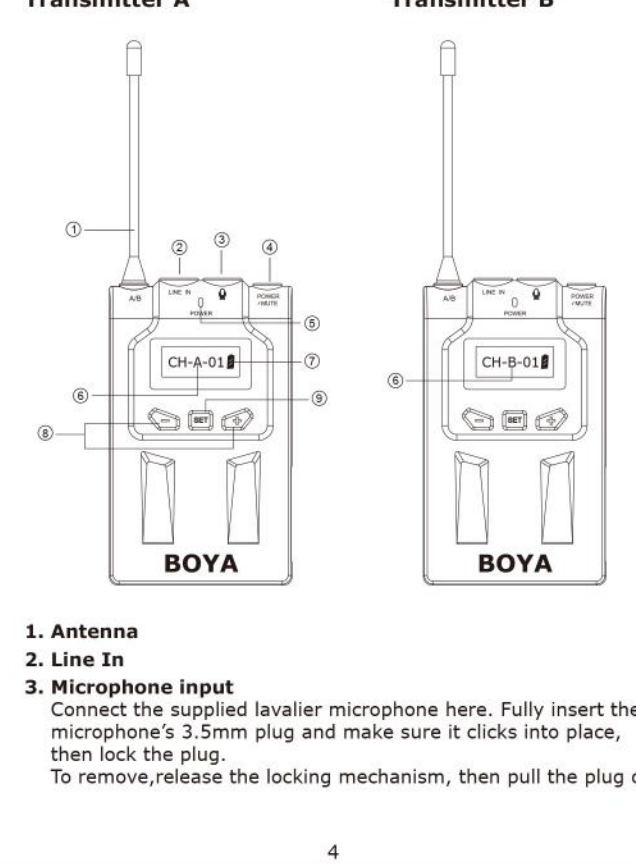 Transmitter A
Transmitter B
①
②
③
④
A/B
LINE IN
POWER
/MUTE
POWER
⑤
CH-A-01
⑦
⑥
⑨
SET
⑧
BOYA
A/B
LINE IN
POWER
/MUTE
POWER
CH-B-01
⑥
SET
BOYA
1. Antenna
2. Line In
3. Microphone input
Connect the supplied lavalier microphone here. Fully insert the
microphone’s 3.5mm plug and make sure it clicks into place,
then lock the plug.
To remove,release the locking mechanism, then pull the plug
4